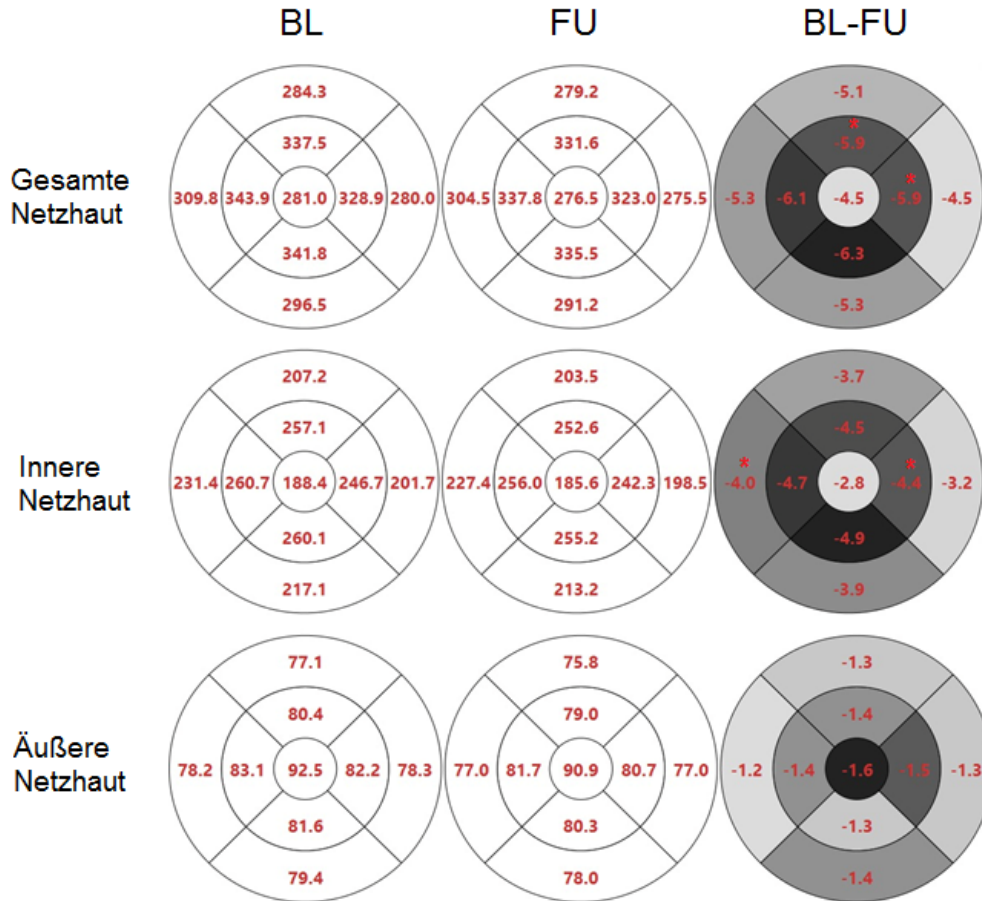 BL FU BL-FU
284.3 279.2 -5.1
*
337.5 331.6 -5.9
Gesamte
Netzhaut
*
309.8 343.9 281.0 328.9 280.0 304.5 337.8 276.5 323.0 275.5 -5.3 -6.1 -4.5 -5.9 -4.5
341.8 335.5 -6.3
296.5 291.2 -5.3
207.2 203.5 -3.7
257.1 252.6 -4.5
Innere
Netzhaut
* *
231.4 260.7 188.4 246.7 201.7 227.4 256.0 185.6 242.3 198.5 -4.0 -4.7 -2.8 -4.4 -3.2
260.1 255.2 -4.9
217.1 213.2 -3.9
77.1 75.8 -1.3
80.4 79.0 -1.4
Äußere
Netzhaut
78.2 83.1 92.5 82.2 78.3 77.0 81.7 90.9 80.7 77.0 -1.2 -1.4 -1.6 -1.5 -1.3
81.6 80.3 -1.3
79.4 78.0 -1.4